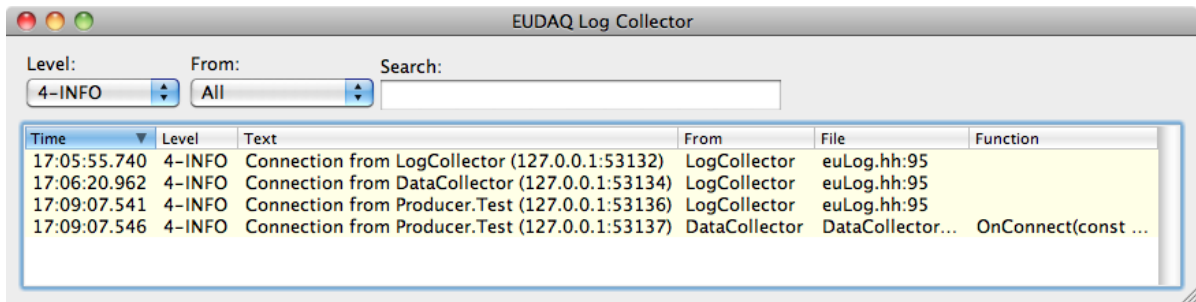 EUDAQ Log Collector
Level: From: Search:
4-INFO All
Time Level Text From File Function
17:05:55.740 4-INFO Connection from LogCollector (127.0.0.1:53132) LogCollector euLog.hh:95
17:06:20.962 4-INFO Connection from DataCollector (127.0.0.1:53134) LogCollector euLog.hh:95
17:09:07.541 4-INFO Connection from Producer.Test (127.0.0.1:53136) LogCollector euLog.hh:95
17:09:07.546 4-INFO Connection from Producer.Test (127.0.0.1:53137) DataCollector DataCollector... OnConnect(const ...